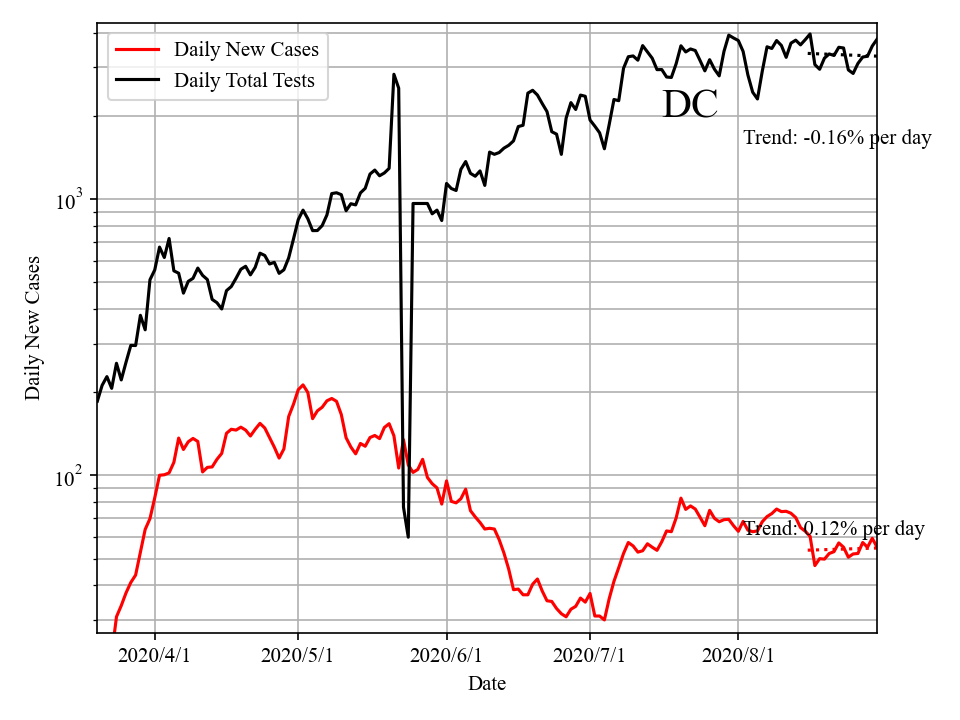 Daily New Cases
Daily Total Tests
DC
Trend: -0.16% per day
10^3
Daily New Cases
10^2
Trend: 0.12% per day
2020/4/1 2020/5/1 2020/6/1 2020/7/1 2020/8/1
Date